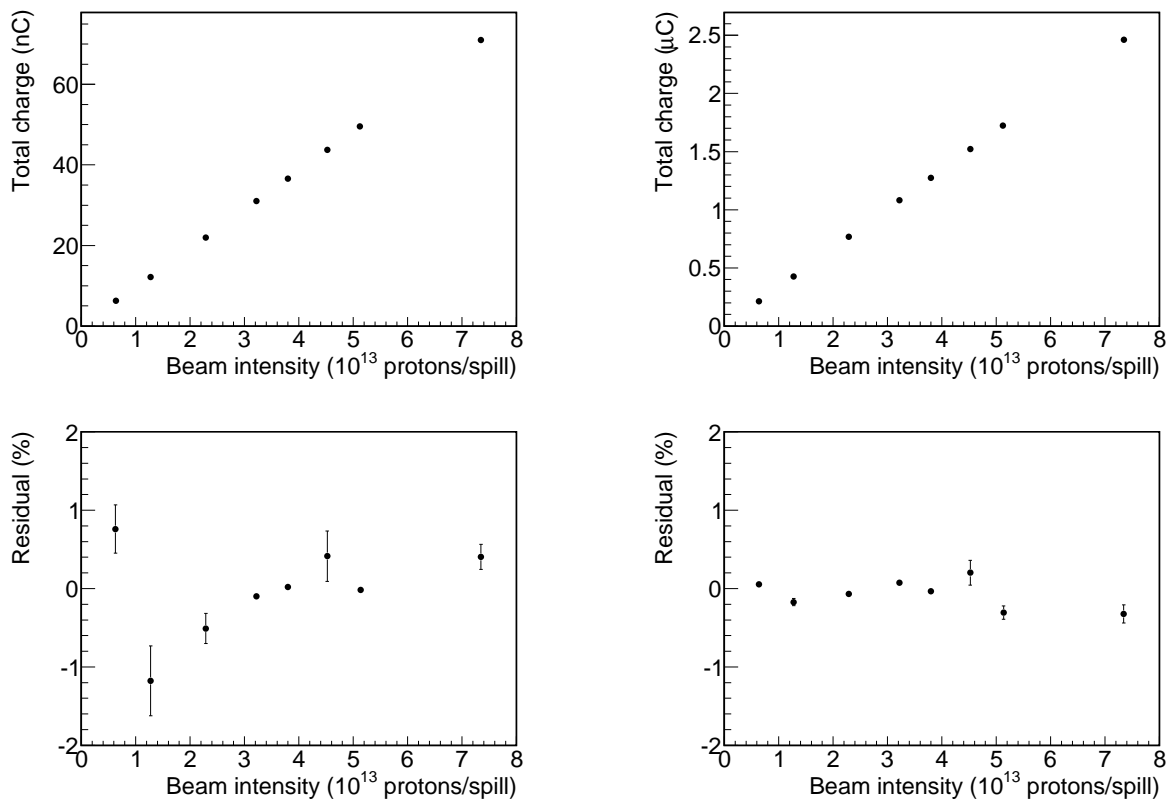 Total charge (nC)
60
40
20
0
0 1 2 3 4 5 6 7 8
Beam intensity (10¹³ protons/spill)
Total charge (μC)
2.5
2
1.5
1
0.5
0
0 1 2 3 4 5 6 7 8
Beam intensity (10¹³ protons/spill)
Residual (%)
2
1
0
-1
-2
0 1 2 3 4 5 6 7 8
Beam intensity (10¹³ protons/spill)
Residual (%)
2
1
0
-1
-2
0 1 2 3 4 5 6 7 8
Beam intensity (10¹³ protons/spill)